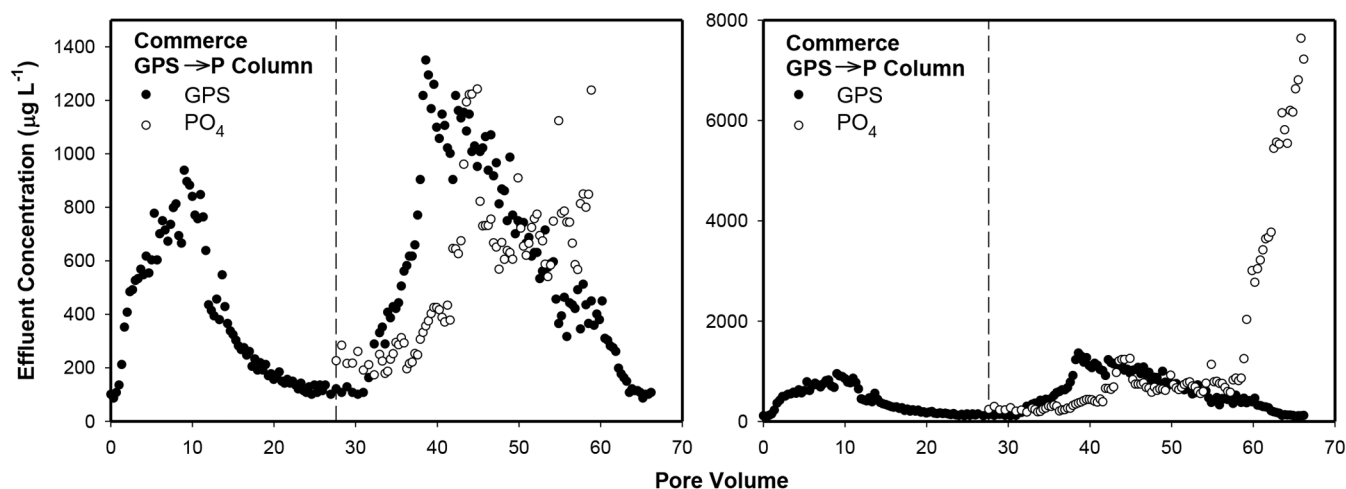 Effluent Concentration (µg L-1)
1400
1200
1000
800
600
400
200
0
Commerce
GPS→P Column
GPS
PO4
0 10 20 30 40 50 60 70
8000
6000
4000
2000
0
Commerce
GPS→P Column
GPS
PO4
0 10 20 30 40 50 60 70
Pore Volume